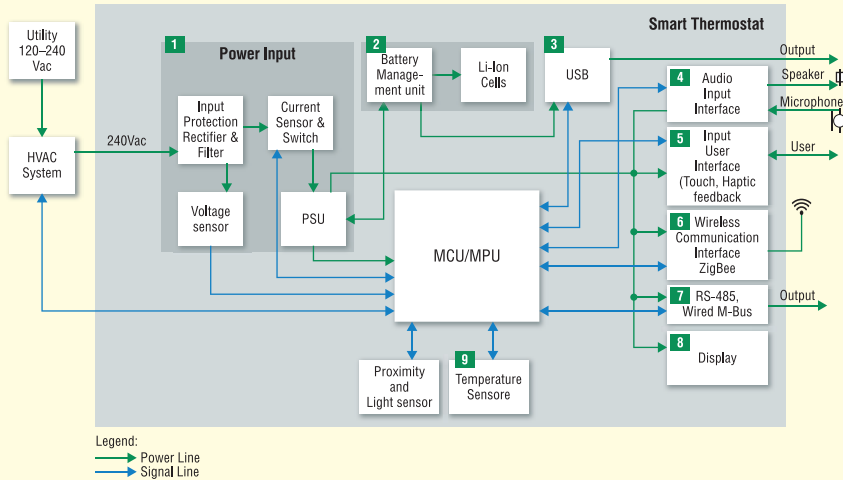 Smart Thermostat
Utility
120–240
Vac
HVAC
System
240Vac
1
Power Input
Input
Protection
Rectifier &
Filter
Current
Sensor
& Switch
Voltage
sensor
PSU
2
Battery
Manage-
ment unit
Li-Ion
Cells
3
USB
Output
4
Audio
Input
Interface
Speaker
Microphone
5
Input
User
Interface
(Touch, Haptic
feedback
User
6
Wireless
Communication
Interface
ZigBee
7
RS-485,
Wired M-Bus
Output
8
Display
MCU/MPU
Proximity
and
Light sensor
9
Temperature
Sensore
Legend:
Power Line
Signal Line